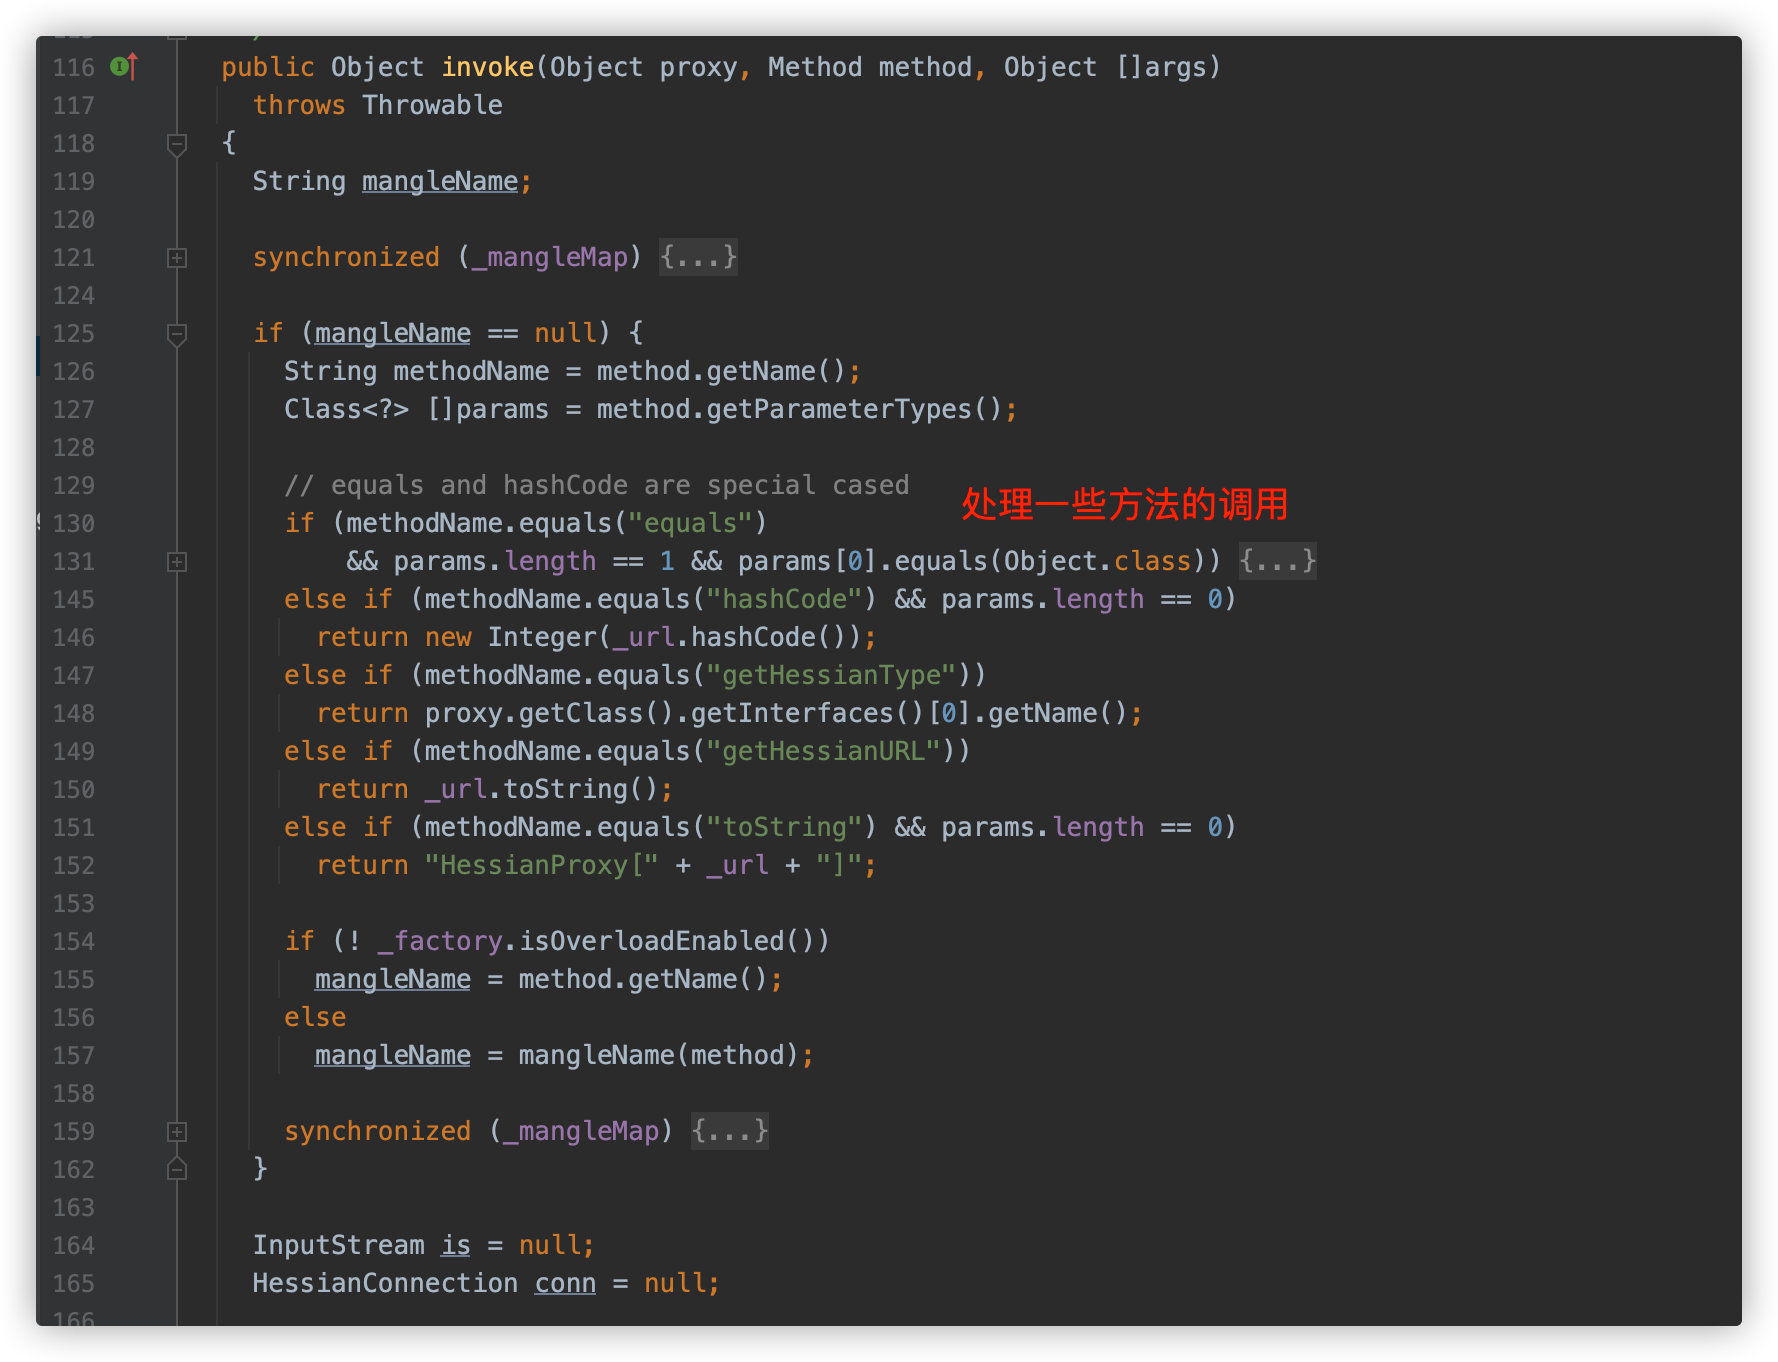 116 public Object invoke(Object proxy, Method method, Object []args)
117 throws Throwable
118 {
119 String mangleName;
120
121 synchronized (_mangleMap) {...}
124
125 if (mangleName == null) {
126 String methodName = method.getName();
127 Class<?> []params = method.getParameterTypes();
128
129 // equals and hashCode are special cased
处理一些方法的调用
130 if (methodName.equals("equals")
131 && params.length == 1 && params[0].equals(Object.class)) {...}
145 else if (methodName.equals("hashCode") && params.length == 0)
146 return new Integer(_url.hashCode());
147 else if (methodName.equals("getHessianType"))
148 return proxy.getClass().getInterfaces()[0].getName();
149 else if (methodName.equals("getHessianURL"))
150 return _url.toString();
151 else if (methodName.equals("toString") && params.length == 0)
152 return "HessianProxy[" + _url + "]";
153
154 if (! _factory.isOverloadEnabled())
155 mangleName = method.getName();
156 else
157 mangleName = mangleName(method);
158
159 synchronized (_mangleMap) {...}
162 }
163
164 InputStream is = null;
165 HessianConnection conn = null;
166